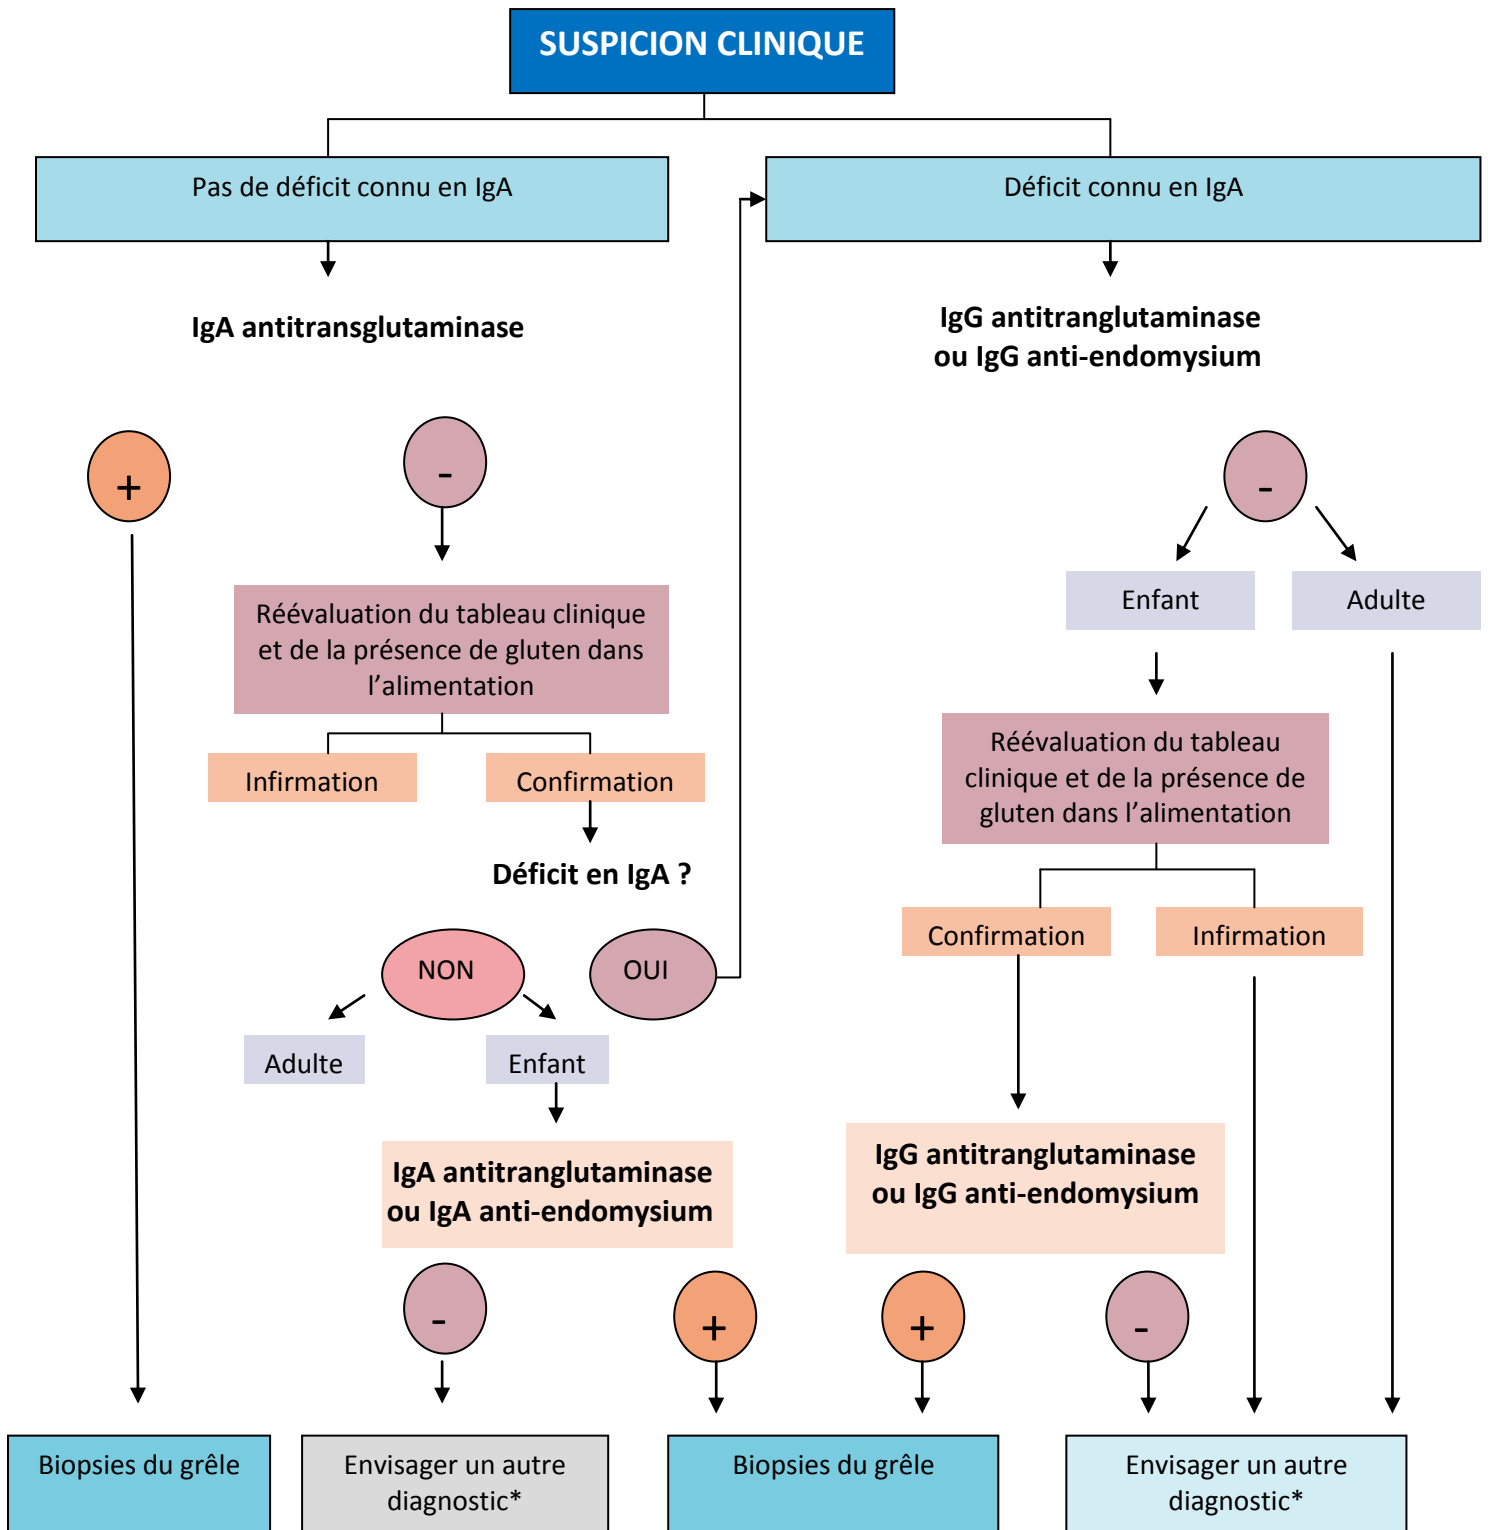 SUSPICION CLINIQUE
Pas de déficit connu en IgA
Déficit connu en IgA
IgA antitransglutaminase
IgG antitranglutaminase
ou IgG anti-endomysium
+
-
-
Enfant
Adulte
Réévaluation du tableau clinique
et de la présence de gluten dans
l’alimentation
Infirmation
Confirmation
Réévaluation du tableau
clinique et de la présence de
gluten dans l’alimentation
Déficit en IgA ?
Confirmation
Infirmation
NON
OUI
Adulte
Enfant
IgA antitranglutaminase
ou IgA anti-endomysium
IgG antitranglutaminase
ou IgG anti-endomysium
-
+
+
-
Biopsies du grêle
Envisager un autre
diagnostic*
Biopsies du grêle
Envisager un autre
diagnostic*